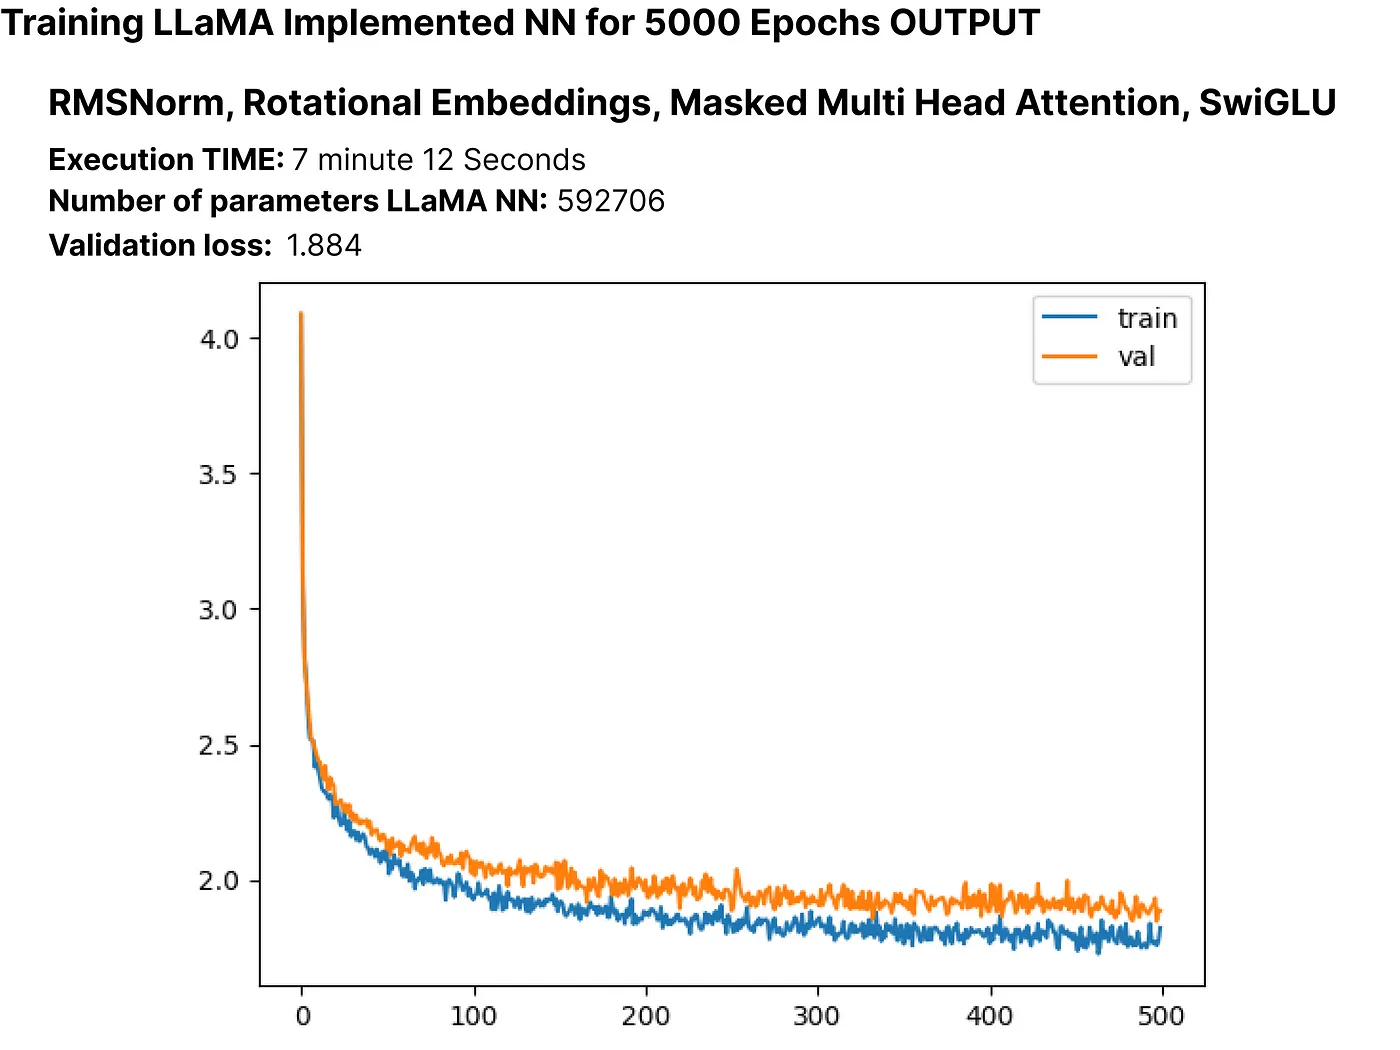 Training LLaMA Implemented NN for 5000 Epochs OUTPUT
RMSNorm, Rotational Embeddings, Masked Multi Head Attention, SwiGLU
Execution TIME: 7 minute 12 Seconds
Number of parameters LLaMA NN: 592706
Validation loss: 1.884
train
val
4.0
3.5
3.0
2.5
2.0
0 100 200 300 400 500